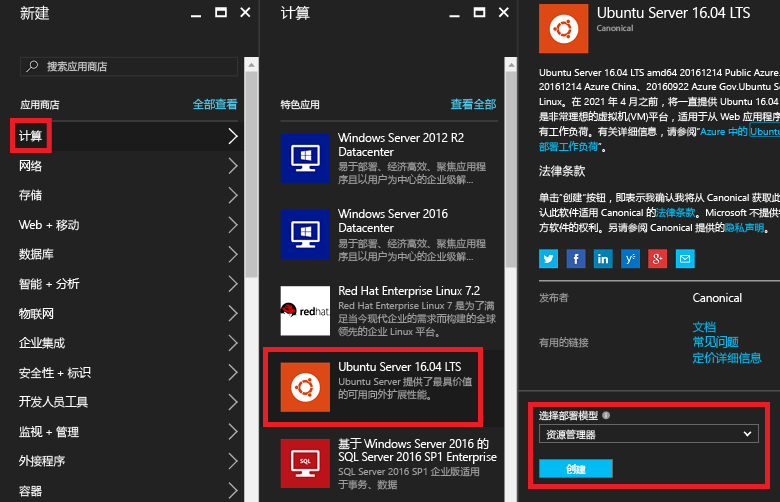 新建
搜索应用商店
应用商店
全部查看
计算
网络
存储
Web + 移动
数据库
智能 + 分析
物联网
企业集成
安全性 + 标识
开发人员工具
监视 + 管理
外接程序
容器
计算
特色应用
查看全部
Windows Server 2012 R2
Datacenter
易于部署、经济高效、聚焦应用程
序且以用户为中心的企业级解...
Windows Server 2016
Datacenter
易于部署、经济高效、聚焦应用程
序且以用户为中心的企业级解...
redhat
Red Hat Enterprise Linux 7.2
Red Hat Enterprise Linux 7 是为了满
足当今现代企业的需求而构建的全球
领先的企业 Linux 平台。
Ubuntu Server 16.04 LTS
Ubuntu Server 提供了最具价值
的可用向外扩展性能。
SQL
基于 Windows Server 2016 的
SQL Server 2016 SP1 Enterprise
SQL Server 2016 SP1 企业版适用
于事务、数据
Ubuntu Server 16.04 LTS
Canonical
Ubuntu Server 16.04 LTS amd64 20161214 Public Azure,
20161214 Azure China、20160922 Azure Gov.Ubuntu S
Linux。在 2021 年 4 月之前，将一直提供 Ubuntu 16.04
是非常理想的虚拟机(VM)平台，适用于从 Web 应用程序
有工作负荷。有关详细信息，请参阅“Azure 中的 Ubuntu
部署工作负荷”。
法律条款
单击“创建”按钮，即表示我确认我将从 Canonical 获取此
认此软件适用 Canonical 的法律条款。Microsoft 不提供
方软件的权利。另请参阅 Canonical 提供的隐私声明。
发布者
Canonical
有用的链接
文档
常见问题
定价详细信息
选择部署模型
资源管理器
创建